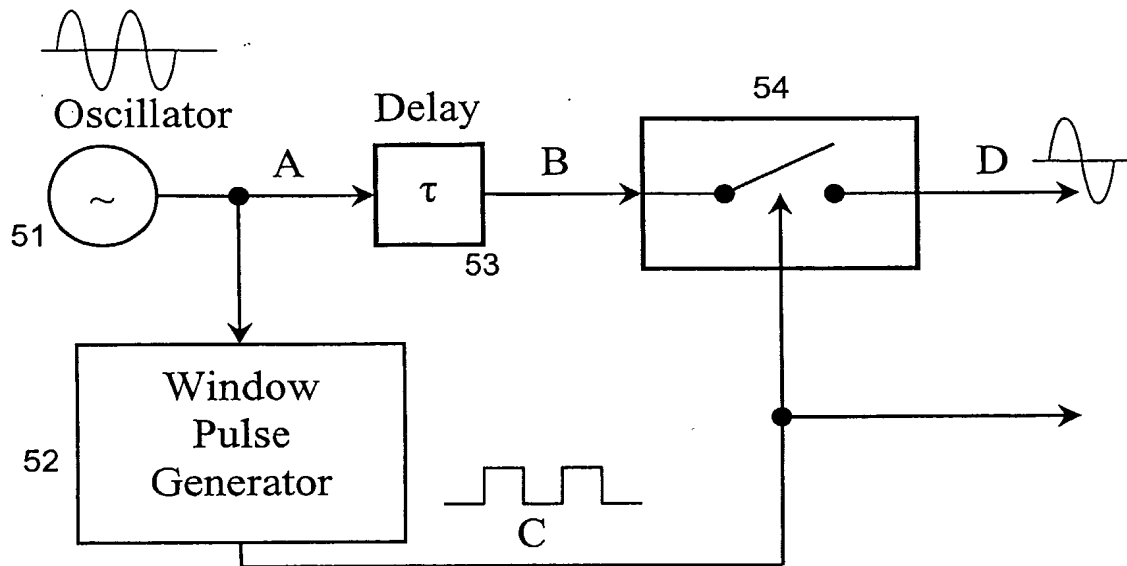 54
Oscillator
Delay
A
τ
B
D
~
51
53
Window
Pulse
Generator
52
C